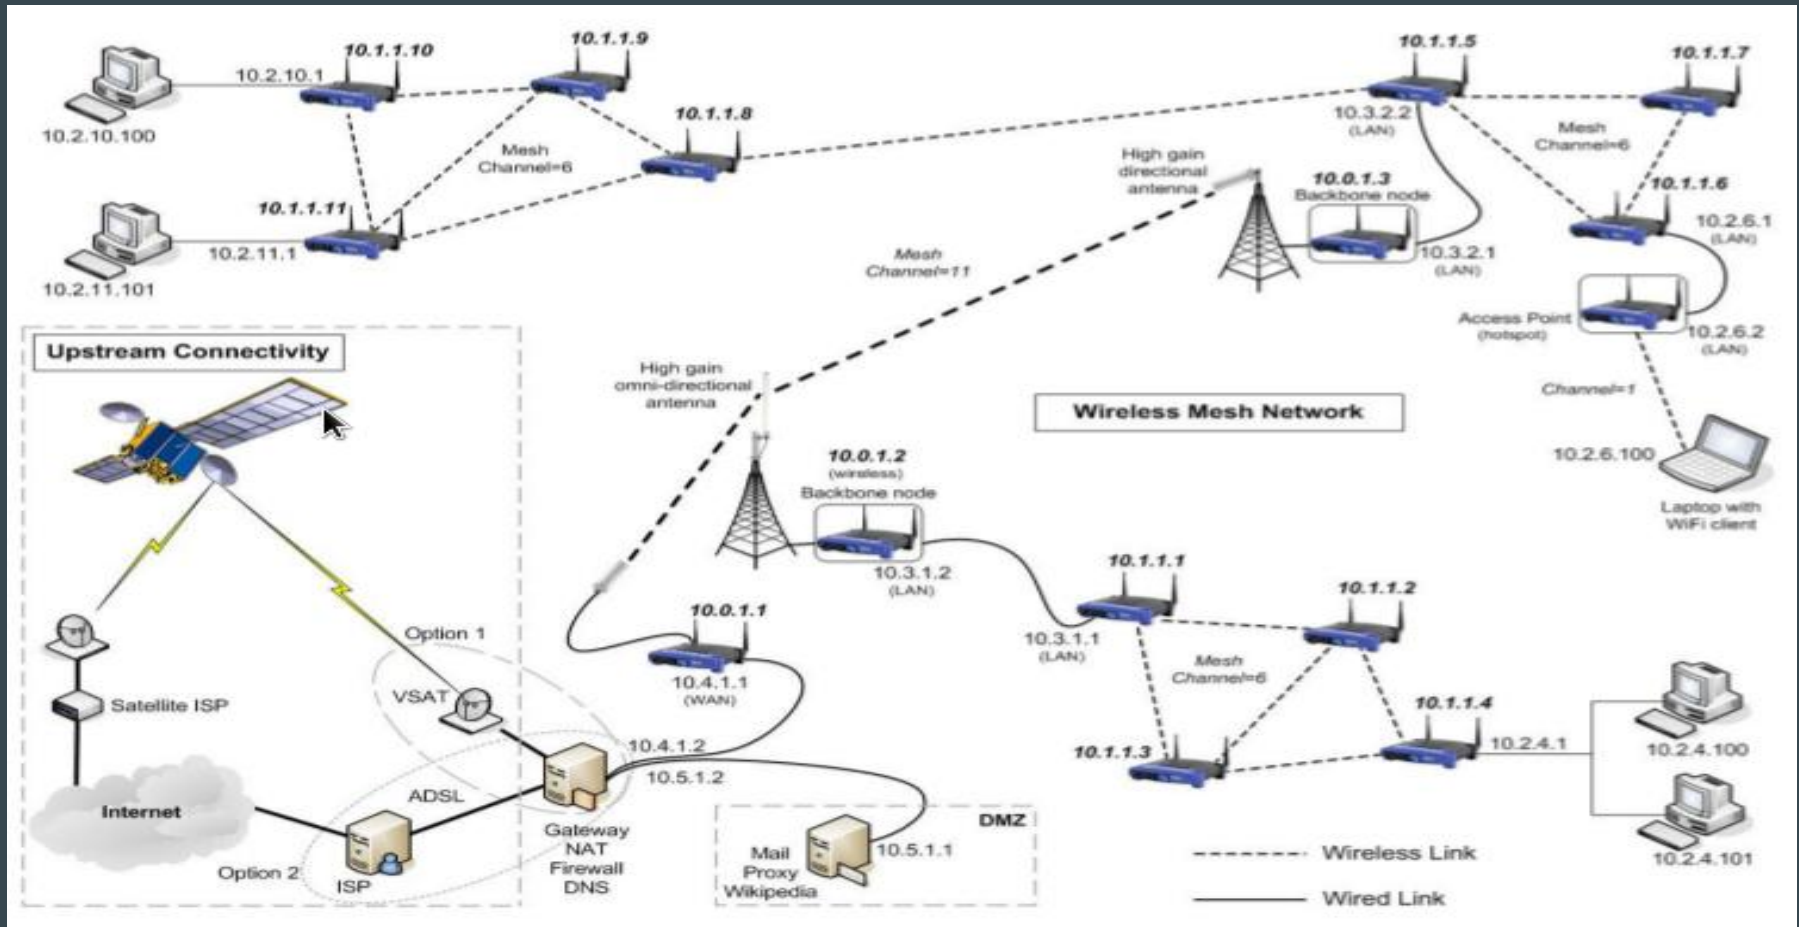 10.1.1.10
10.1.1.9
10.2.10.1
10.2.10.100
10.1.1.8
Mesh
Channel=6
10.1.1.11
10.2.11.1
10.2.11.101
10.1.1.5
10.1.1.7
10.3.2.2
(LAN)
Mesh
Channel=6
High gain
directional
antenna
10.0.1.3
Backbone node
10.3.2.1
(LAN)
10.1.1.6
10.2.6.1
(LAN)
Access Point
(hotspot)
10.2.6.2
(LAN)
Channel=1
10.2.6.100
Laptop with
WiFi client
Mesh
Channel=11
Wireless Mesh Network
Upstream Connectivity
High gain
omni-directional
antenna
10.0.1.2
(wireless)
Backbone node
10.3.1.2
(LAN)
10.0.1.1
10.4.1.1
(WAN)
Option 1
VSAT
Satellite ISP
Internet
ADSL
Option 2
ISP
10.4.1.2
10.5.1.2
Gateway
NAT
Firewall
DNS
DMZ
Mail
Proxy
Wikipedia
10.5.1.1
10.1.1.1
10.3.1.1
(LAN)
10.1.1.2
Mesh
Channel=6
10.1.1.3
10.1.1.4
10.2.4.1
10.2.4.100
10.2.4.101
Wireless Link
Wired Link